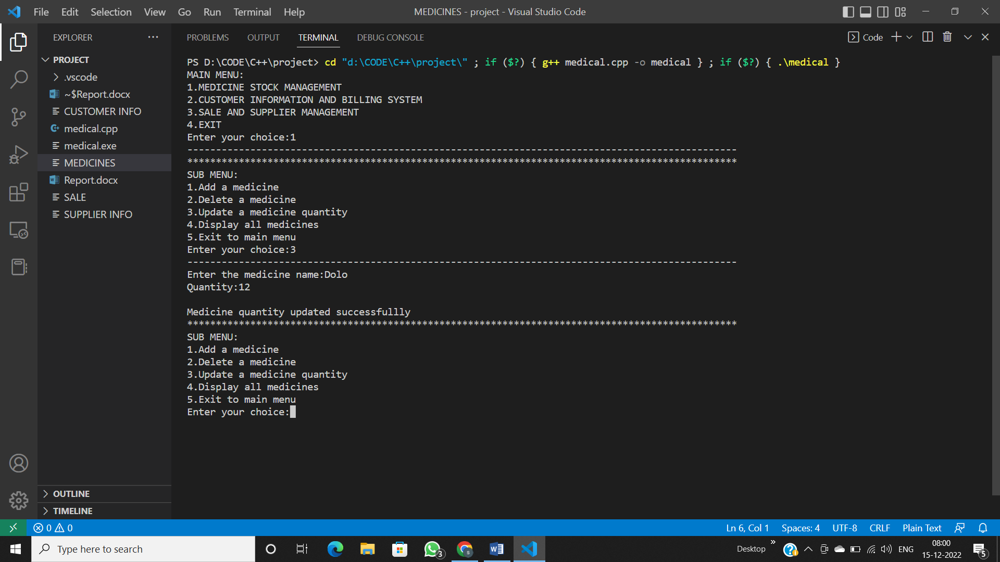 File Edit Selection View Go Run Terminal Help MEDICINES - project - Visual Studio Code
EXPLORER ···
PROJECT
.vscode
~$Report.docx
CUSTOMER INFO
medical.cpp
medical.exe
MEDICINES
Report.docx
SALE
SUPPLIER INFO
OUTLINE
TIMELINE
PROBLEMS OUTPUT TERMINAL DEBUG CONSOLE Code
PS D:\CODE\C++\project> cd "d:\CODE\C++\project\" ; if ($?) { g++ medical.cpp -o medical } ; if ($?) { .\medical }
MAIN MENU:
1.MEDICINE STOCK MANAGEMENT
2.CUSTOMER INFORMATION AND BILLING SYSTEM
3.SALE AND SUPPLIER MANAGEMENT
4.EXIT
Enter your choice:1
------------------------------------------------------------------------------------------------
************************************************************************************************
SUB MENU:
1.Add a medicine
2.Delete a medicine
3.Update a medicine quantity
4.Display all medicines
5.Exit to main menu
Enter your choice:3
------------------------------------------------------------------------------------------------
Enter the medicine name:Dolo
Quantity:12
Medicine quantity updated successfullly
************************************************************************************************
SUB MENU:
1.Add a medicine
2.Delete a medicine
3.Update a medicine quantity
4.Display all medicines
5.Exit to main menu
Enter your choice:
0 0 Ln 6, Col 1 Spaces: 4 UTF-8 CRLF Plain Text
Type here to search 3 Desktop » ENG 08:00
15-12-2022 5